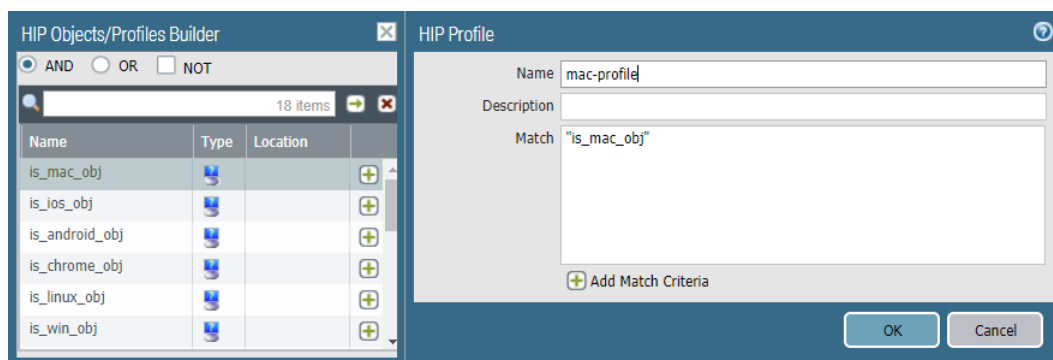 HIP Objects/Profiles Builder
AND OR NOT
18 items
Name Type Location
is_mac_obj
is_ios_obj
is_android_obj
is_chrome_obj
is_linux_obj
is_win_obj
HIP Profile
Name mac-profile
Description
Match "is_mac_obj"
Add Match Criteria
OK Cancel